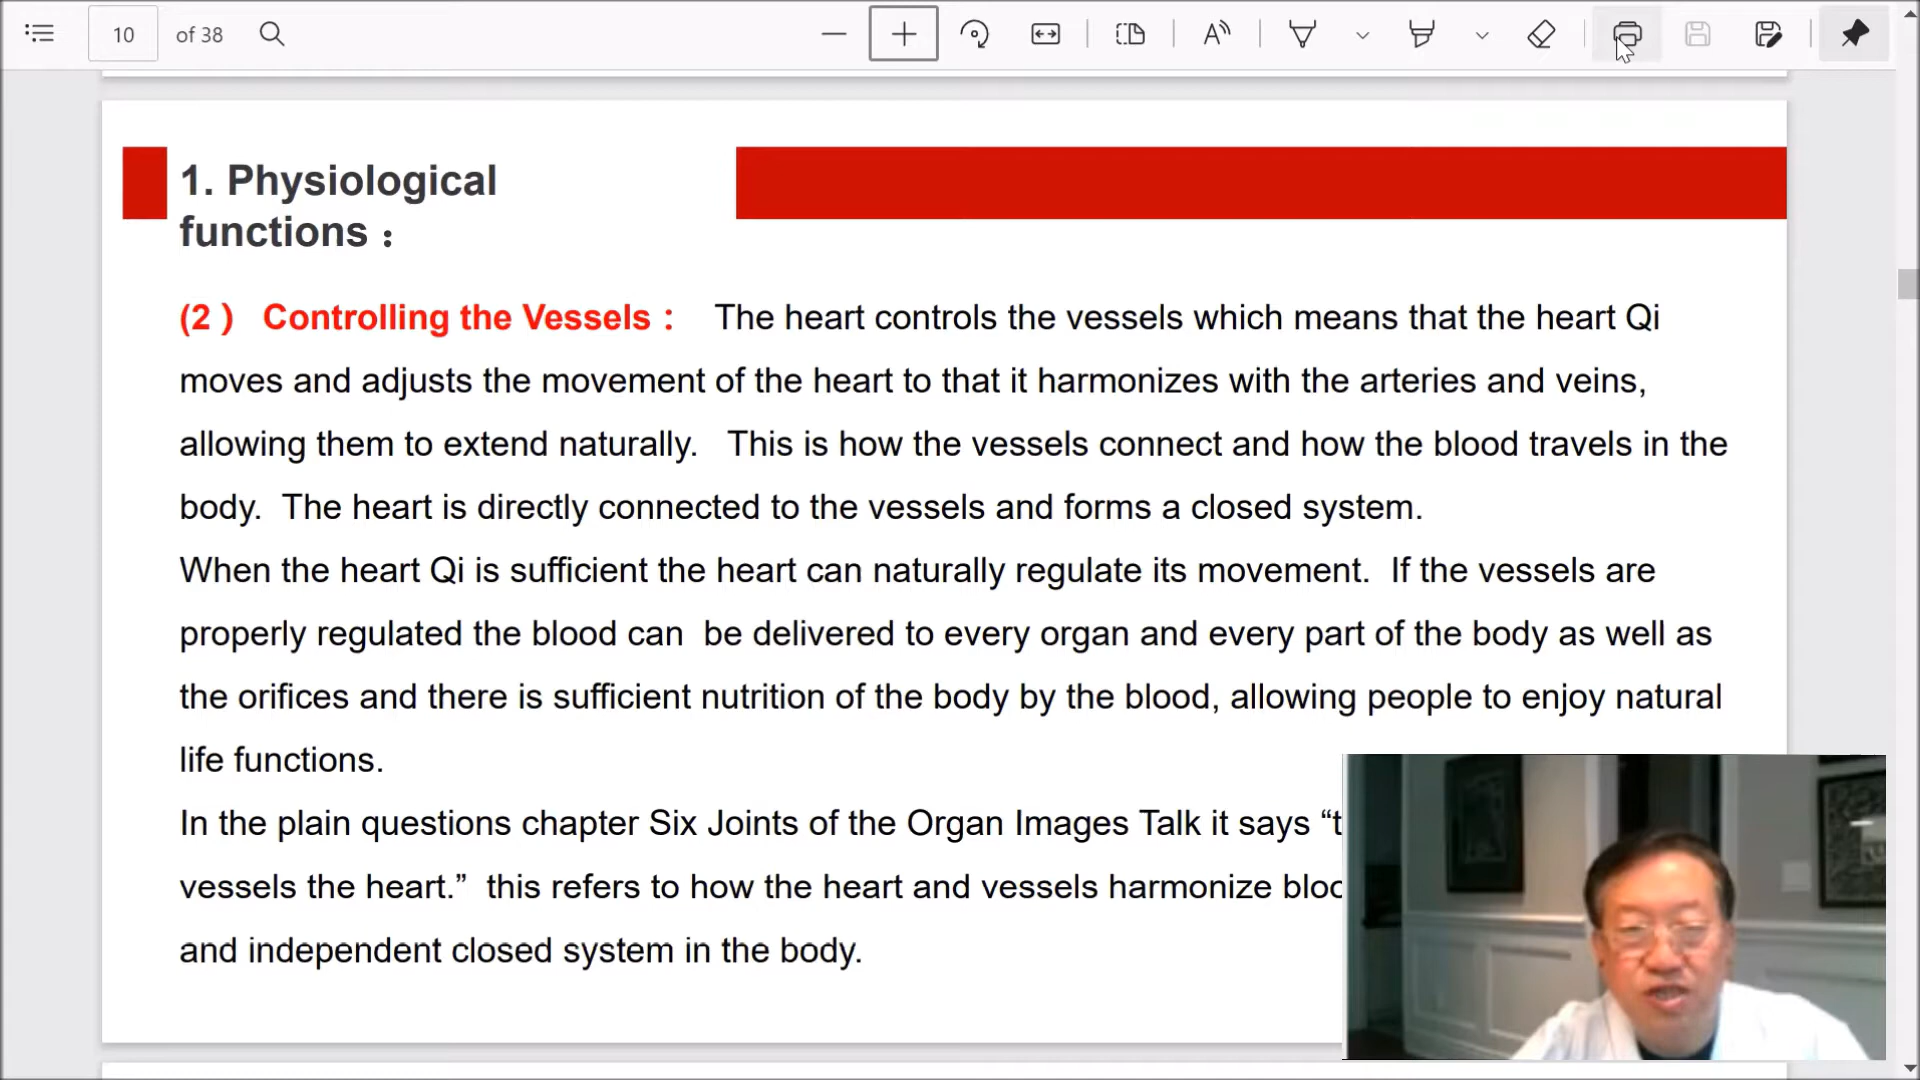 10 of 38
1. Physiological
functions：
(2） Controlling the Vessels： The heart controls the vessels which means that the heart Qi
moves and adjusts the movement of the heart to that it harmonizes with the arteries and veins,
allowing them to extend naturally. This is how the vessels connect and how the blood travels in the
body. The heart is directly connected to the vessels and forms a closed system.
When the heart Qi is sufficient the heart can naturally regulate its movement. If the vessels are
properly regulated the blood can be delivered to every organ and every part of the body as well as
the orifices and there is sufficient nutrition of the body by the blood, allowing people to enjoy natural
life functions.
In the plain questions chapter Six Joints of the Organ Images Talk it says “t
vessels the heart.” this refers to how the heart and vessels harmonize bloo
and independent closed system in the body.